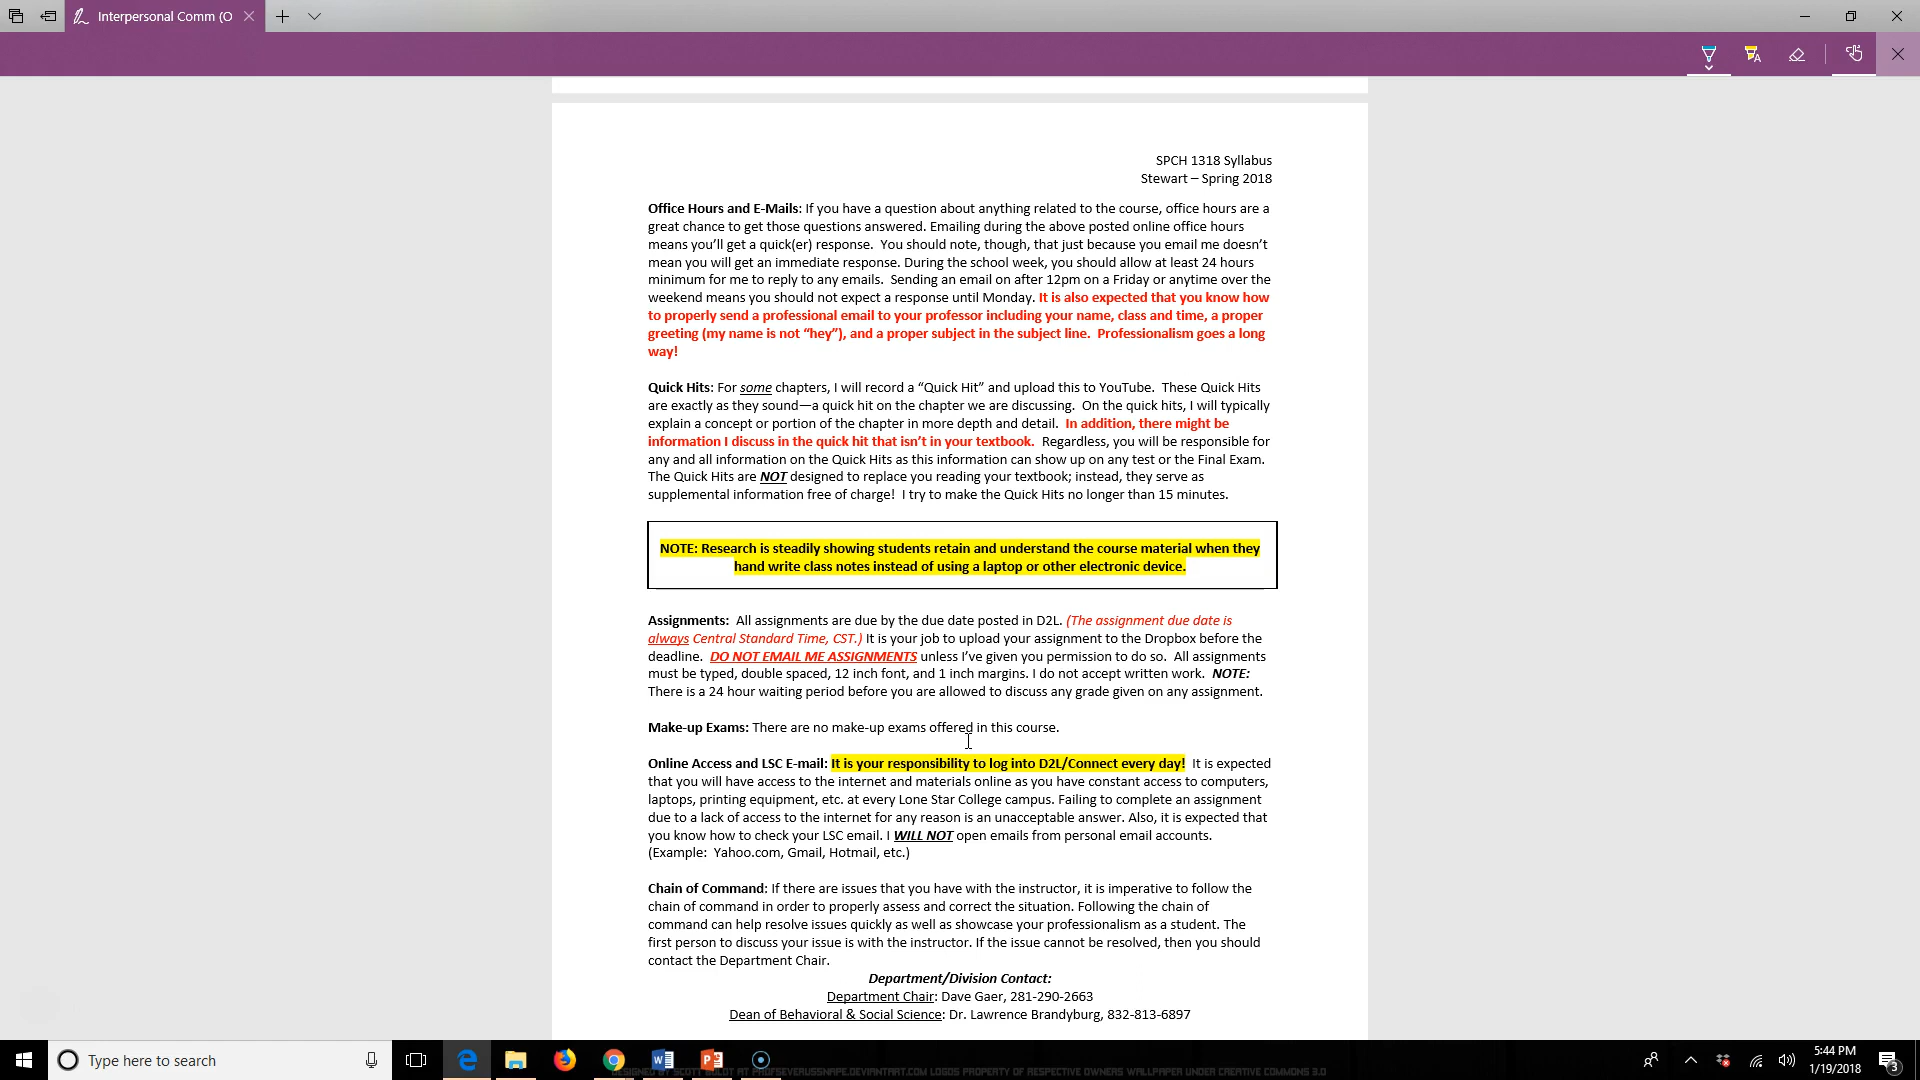 Interpersonal Comm (O
SPCH 1318 Syllabus
Stewart – Spring 2018
Office Hours and E-Mails: If you have a question about anything related to the course, office hours are a
great chance to get those questions answered. Emailing during the above posted online office hours
means you’ll get a quick(er) response.  You should note, though, that just because you email me doesn’t
mean you will get an immediate response. During the school week, you should allow at least 24 hours
minimum for me to reply to any emails.  Sending an email on after 12pm on a Friday or anytime over the
weekend means you should not expect a response until Monday. It is also expected that you know how
to properly send a professional email to your professor including your name, class and time, a proper
greeting (my name is not “hey”), and a proper subject in the subject line.  Professionalism goes a long
way!
Quick Hits: For some chapters, I will record a “Quick Hit” and upload this to YouTube.  These Quick Hits
are exactly as they sound—a quick hit on the chapter we are discussing.  On the quick hits, I will typically
explain a concept or portion of the chapter in more depth and detail.  In addition, there might be
information I discuss in the quick hit that isn’t in your textbook.  Regardless, you will be responsible for
any and all information on the Quick Hits as this information can show up on any test or the Final Exam.
The Quick Hits are NOT designed to replace you reading your textbook; instead, they serve as
supplemental information free of charge!  I try to make the Quick Hits no longer than 15 minutes.
NOTE: Research is steadily showing students retain and understand the course material when they
hand write class notes instead of using a laptop or other electronic device.
Assignments:  All assignments are due by the due date posted in D2L. (The assignment due date is
always Central Standard Time, CST.) It is your job to upload your assignment to the Dropbox before the
deadline.  DO NOT EMAIL ME ASSIGNMENTS unless I’ve given you permission to do so.  All assignments
must be typed, double spaced, 12 inch font, and 1 inch margins. I do not accept written work.  NOTE:
There is a 24 hour waiting period before you are allowed to discuss any grade given on any assignment.
Make-up Exams: There are no make-up exams offered in this course.
Online Access and LSC E-mail: It is your responsibility to log into D2L/Connect every day!  It is expected
that you will have access to the internet and materials online as you have constant access to computers,
laptops, printing equipment, etc. at every Lone Star College campus. Failing to complete an assignment
due to a lack of access to the internet for any reason is an unacceptable answer. Also, it is expected that
you know how to check your LSC email. I WILL NOT open emails from personal email accounts.
(Example:  Yahoo.com, Gmail, Hotmail, etc.)
Chain of Command: If there are issues that you have with the instructor, it is imperative to follow the
chain of command in order to properly assess and correct the situation. Following the chain of
command can help resolve issues quickly as well as showcase your professionalism as a student. The
first person to discuss your issue is with the instructor. If the issue cannot be resolved, then you should
contact the Department Chair.
Department/Division Contact:
Department Chair: Dave Gaer, 281-290-2663
Dean of Behavioral & Social Science: Dr. Lawrence Brandyburg, 832-813-6897
Type here to search
5:44 PM
1/19/2018
3
DESIGNED BY SCOTT GOLDT AT PROFSEVERUSSNAPE.DEVIANTART.COM LOGOS PROPERTY OF RESPECTIVE OWNERS WALLPAPER UNDER CREATIVE COMMONS 3.0